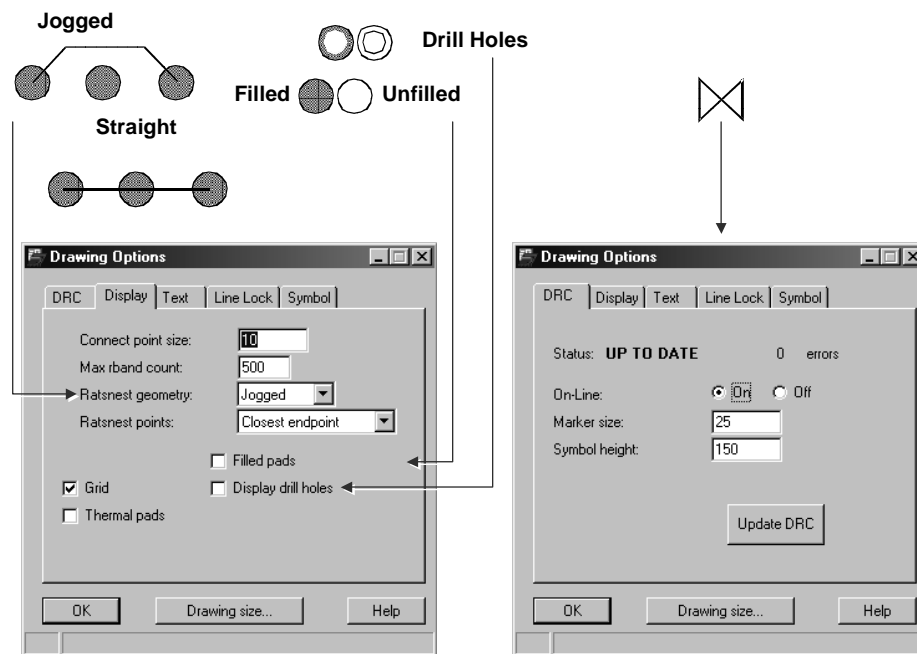 Jogged
Drill Holes
Filled
Unfilled
Straight
Drawing Options
DRC
Display
Text
Line Lock
Symbol
Connect point size:
10
Max rband count:
500
Ratsnest geometry:
Jogged
Ratsnest points:
Closest endpoint
Filled pads
Grid
Display drill holes
Thermal pads
OK
Drawing size...
Help
Drawing Options
DRC
Display
Text
Line Lock
Symbol
Status: UP TO DATE
0 errors
On-Line:
On
Off
Marker size:
25
Symbol height:
150
Update DRC
OK
Drawing size...
Help